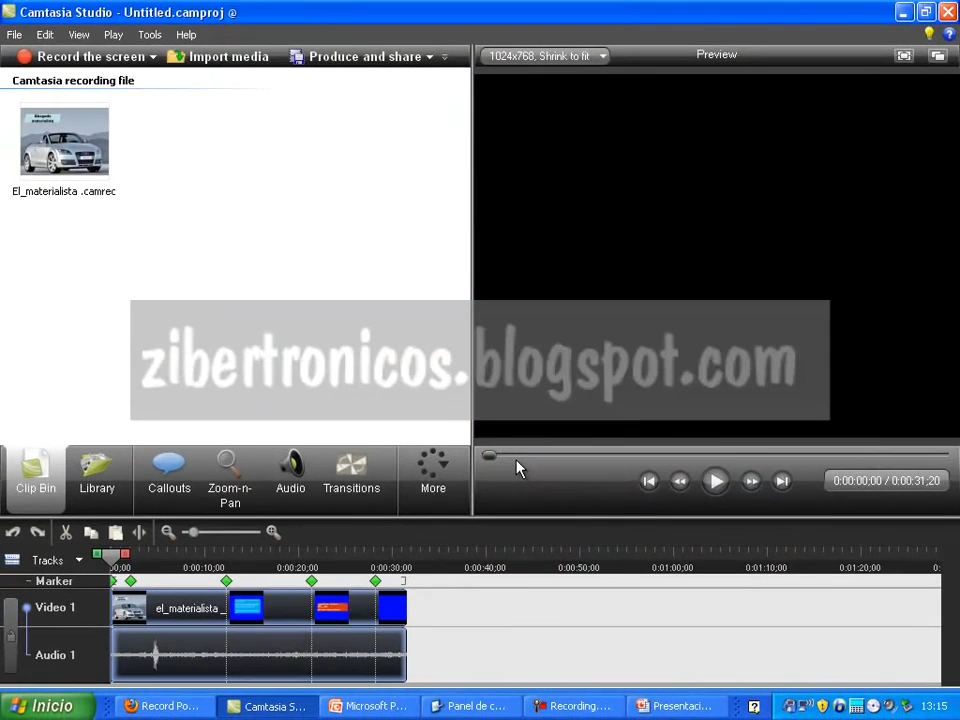 Camtasia Studio - Untitled.camproj @
File Edit View Play Tools Help
Record the screen Import media Produce and share
1024x768, Shrink to fit Preview
Camtasia recording file
El_materialista .camrec
zibertronicos.blogspot.com
Clip Bin Library Callouts Zoom-n-Pan Audio Transitions More
0:00:00;00 / 0:00:31;20
Tracks
0:00:10;00 0:00:20;00 0:00:30;00 0:00:40;00 0:00:50;00 0:01:00;00 0:01:10;00 0:01:20;00
Marker
Video 1 el_materialista _
Audio 1
Inicio Record Po... Camtasia S... Microsoft P... Panel de c... Recording.... Presentaci... 13:15